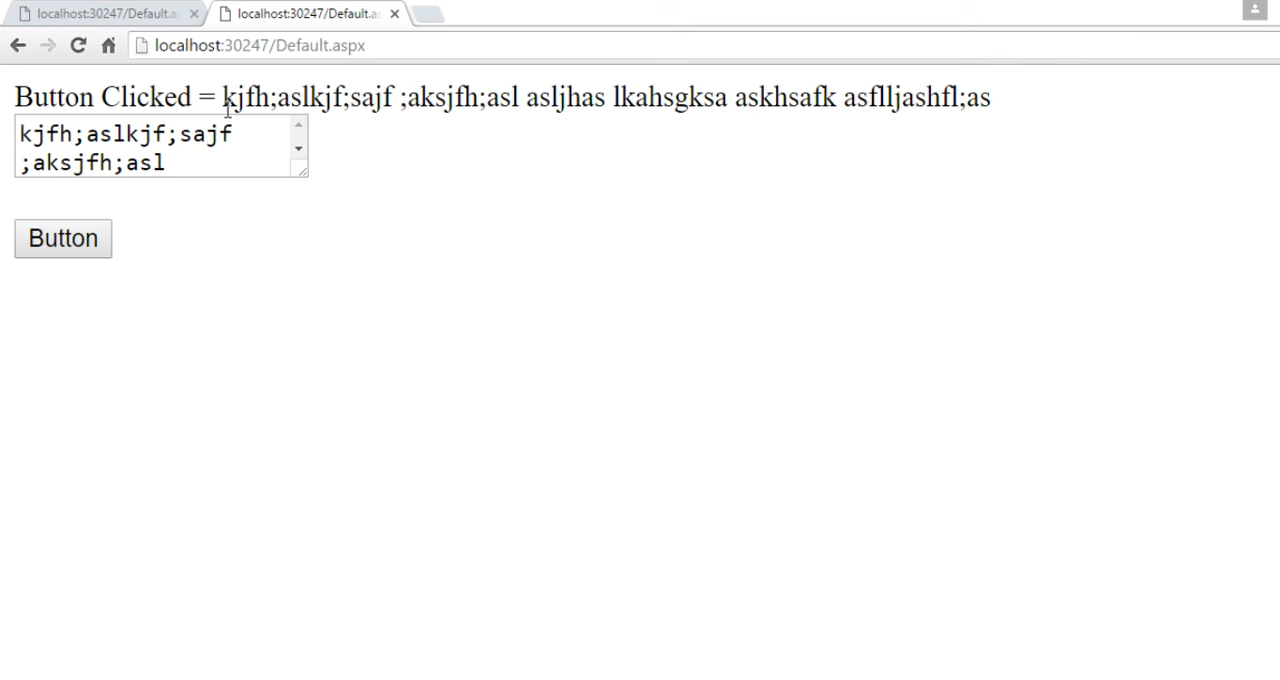 localhost:30247/Default.a
localhost:30247/Default.a
localhost:30247/Default.aspx
Button Clicked = kjfh;aslkjf;sajf ;aksjfh;asl asljhas lkahsgksa askhsafk asflljashfl;as
kjfh;aslkjf;sajf
;aksjfh;asl
Button